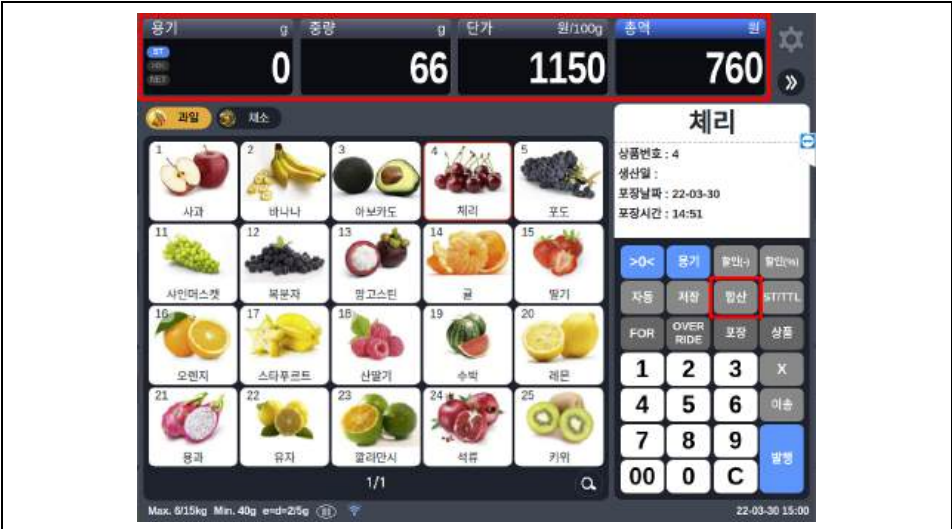 용기 g 중량 g 단가 원/100g 총액 원
ST
NET
0 66 1150 760
과일 채소
체리
상품번호 : 4
생산일 :
포장날짜 : 22-03-30
포장시간 : 14:51
1 2 3 4 5
사과 바나나 아보카도 체리 포도
11 12 13 14 15
샤인머스캣 복분자 망고스틴 귤 딸기
16 17 18 19 20
오렌지 스타푸르트 산딸기 수박 레몬
21 22 23 24 25
용과 유자 깔라만시 석류 키위
1/1
>0< 용기 할인(-) 할인(%)
자동 저장 합산 ST/TTL
FOR OVER RIDE 포장 상품
1 2 3 X
4 5 6 이송
7 8 9 발행
00 0 C
Max. 6/15kg Min. 40g e=d=2/5g
22-03-30 15:00